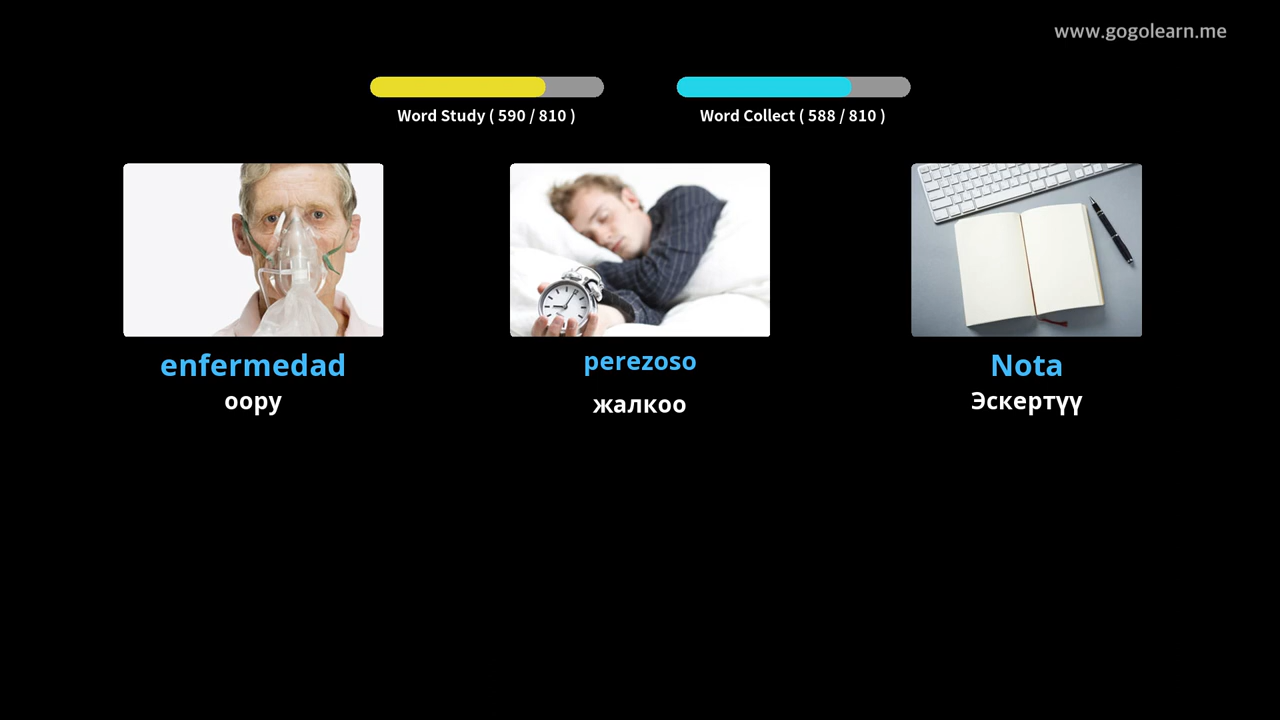 www.gogolearn.me
Word Study ( 590 / 810 )
Word Collect ( 588 / 810 )
enfermedad
оору
perezoso
жалкоо
Nota
Эскертүү